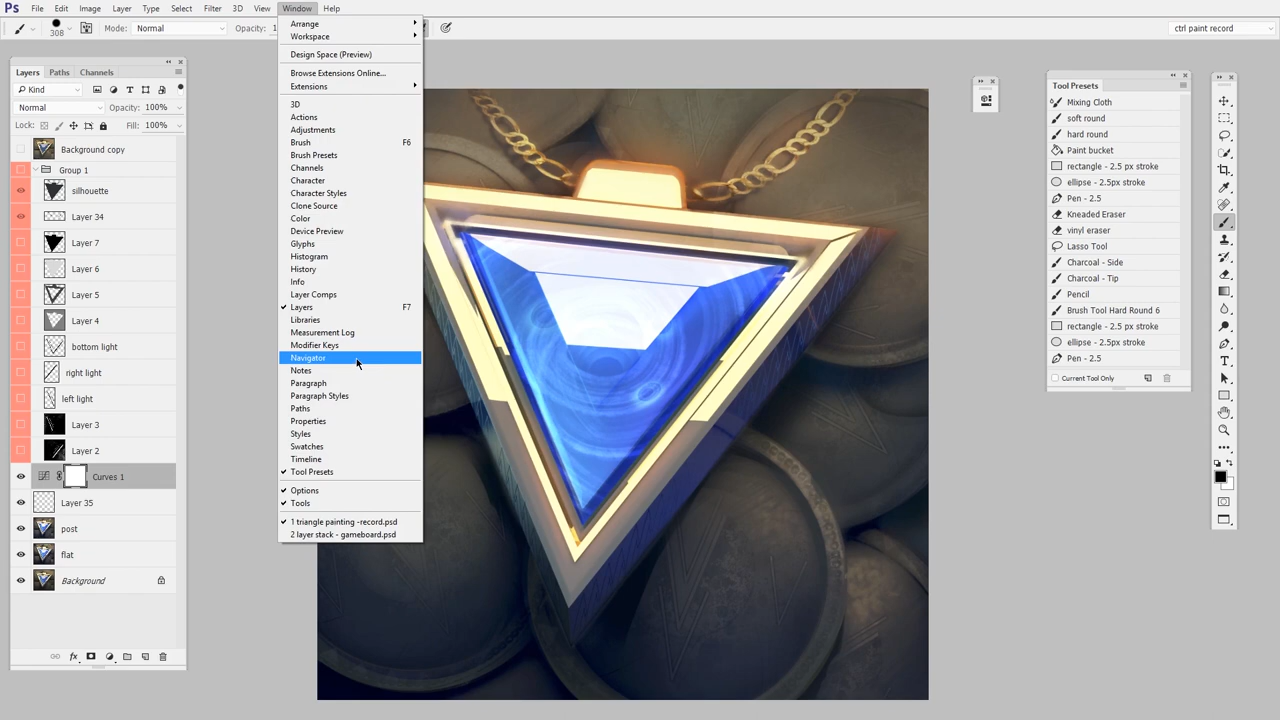 Ps File Edit Image Layer Type Select Filter 3D View Window Help
308 Mode: Normal Opacity: 1
ctrl paint record
Layers Paths Channels
Kind
Normal Opacity: 100%
Lock: Fill: 100%
Background copy
Group 1
silhouette
Layer 34
Layer 7
Layer 6
Layer 5
Layer 4
bottom light
right light
left light
Layer 3
Layer 2
Curves 1
Layer 35
post
flat
Background
Arrange
Workspace
Design Space (Preview)
Browse Extensions Online...
Extensions
3D
Actions
Adjustments
Brush F6
Brush Presets
Channels
Character
Character Styles
Clone Source
Color
Device Preview
Glyphs
Histogram
History
Info
Layer Comps
Layers F7
Libraries
Measurement Log
Modifier Keys
Navigator
Notes
Paragraph
Paragraph Styles
Paths
Properties
Styles
Swatches
Timeline
Tool Presets
Options
Tools
1 triangle painting -record.psd
2 layer stack - gameboard.psd
Tool Presets
Mixing Cloth
soft round
hard round
Paint bucket
rectangle - 2.5 px stroke
ellipse - 2.5px stroke
Pen - 2.5
Kneaded Eraser
vinyl eraser
Lasso Tool
Charcoal - Side
Charcoal - Tip
Pencil
Brush Tool Hard Round 6
rectangle - 2.5 px stroke
ellipse - 2.5px stroke
Pen - 2.5
Current Tool Only